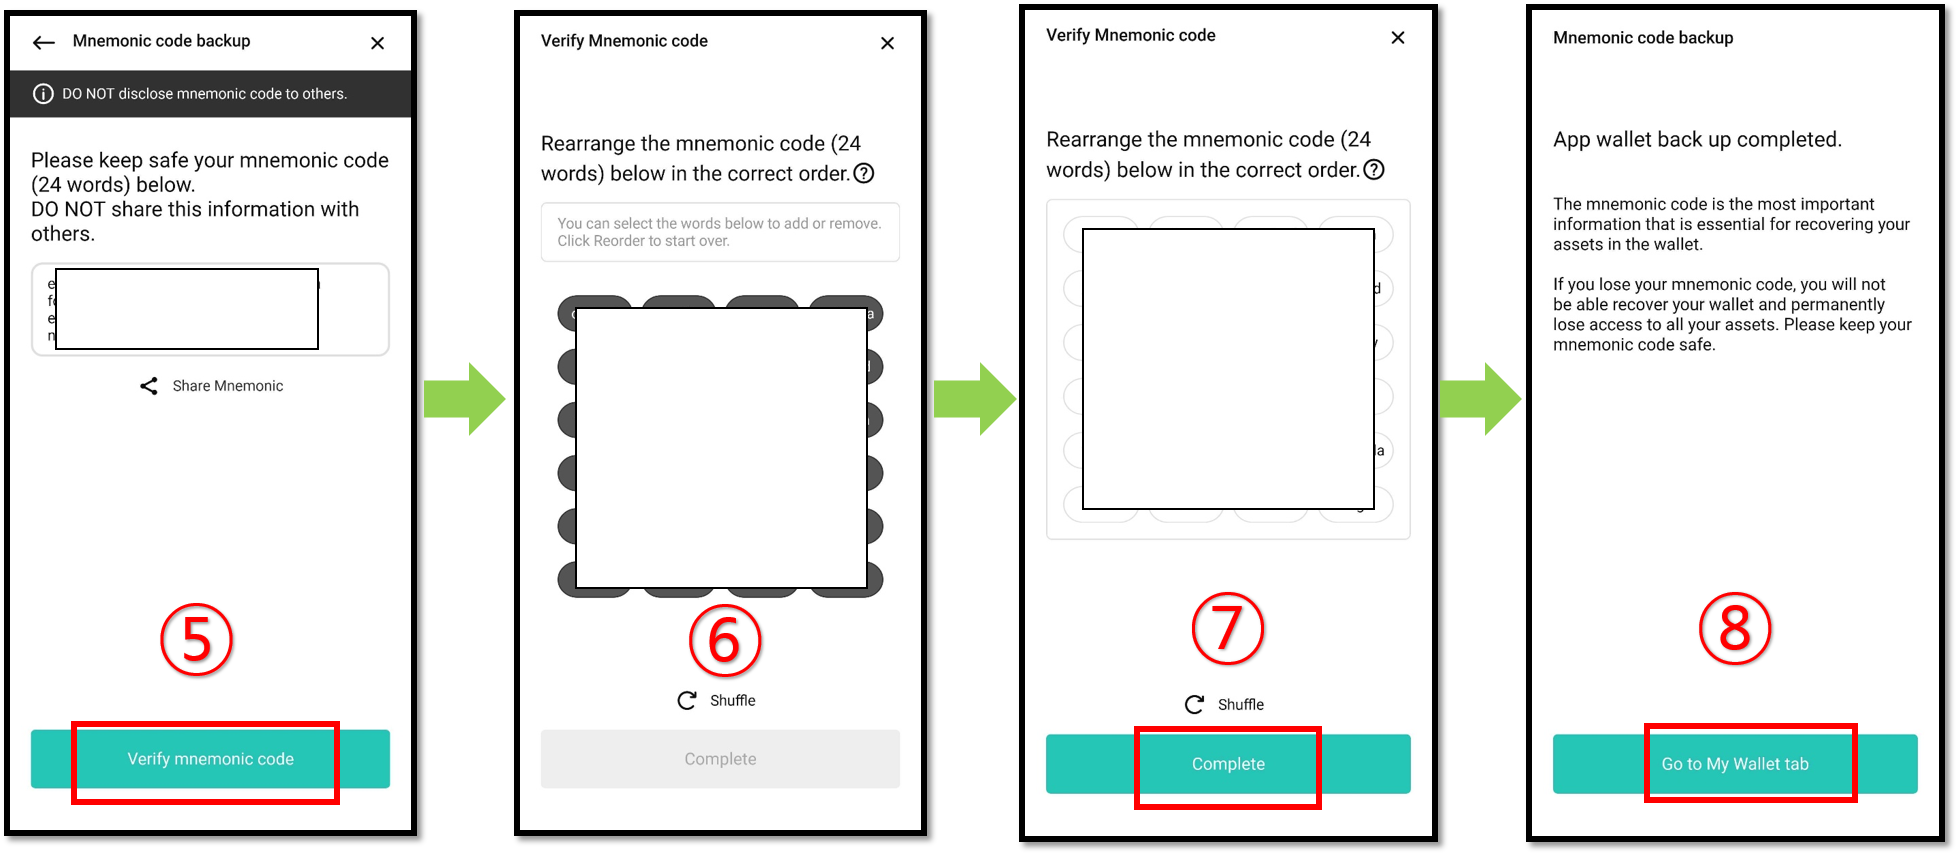 Mnemonic code backup
DO NOT disclose mnemonic code to others.
Please keep safe your mnemonic code
(24 words) below.
DO NOT share this information with
others.
Share Mnemonic
⑤
Verify mnemonic code
Verify Mnemonic code
Rearrange the mnemonic code (24
words) below in the correct order.
You can select the words below to add or remove.
Click Reorder to start over.
⑥
Shuffle
Complete
Verify Mnemonic code
Rearrange the mnemonic code (24
words) below in the correct order.
⑦
Shuffle
Complete
Mnemonic code backup
App wallet back up completed.
The mnemonic code is the most important
information that is essential for recovering your
assets in the wallet.
If you lose your mnemonic code, you will not
be able recover your wallet and permanently
lose access to all your assets. Please keep your
mnemonic code safe.
⑧
Go to My Wallet tab